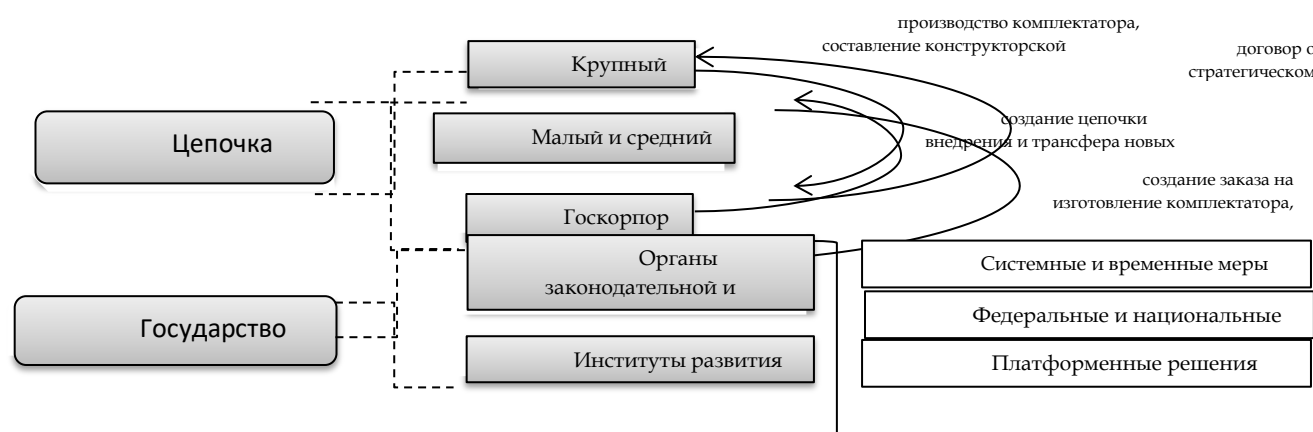 производство комплектатора,
составление конструкторской
договор о
стратегическом
Крупный
Цепочка
Малый и средний
создание цепочки
внедрения и трансфера новых
создание заказа на
изготовление комплектатора,
Госкорпор
Органы
законодательной и
Системные и временные меры
Государство
Федеральные и национальные
Институты развития
Платформенные решения